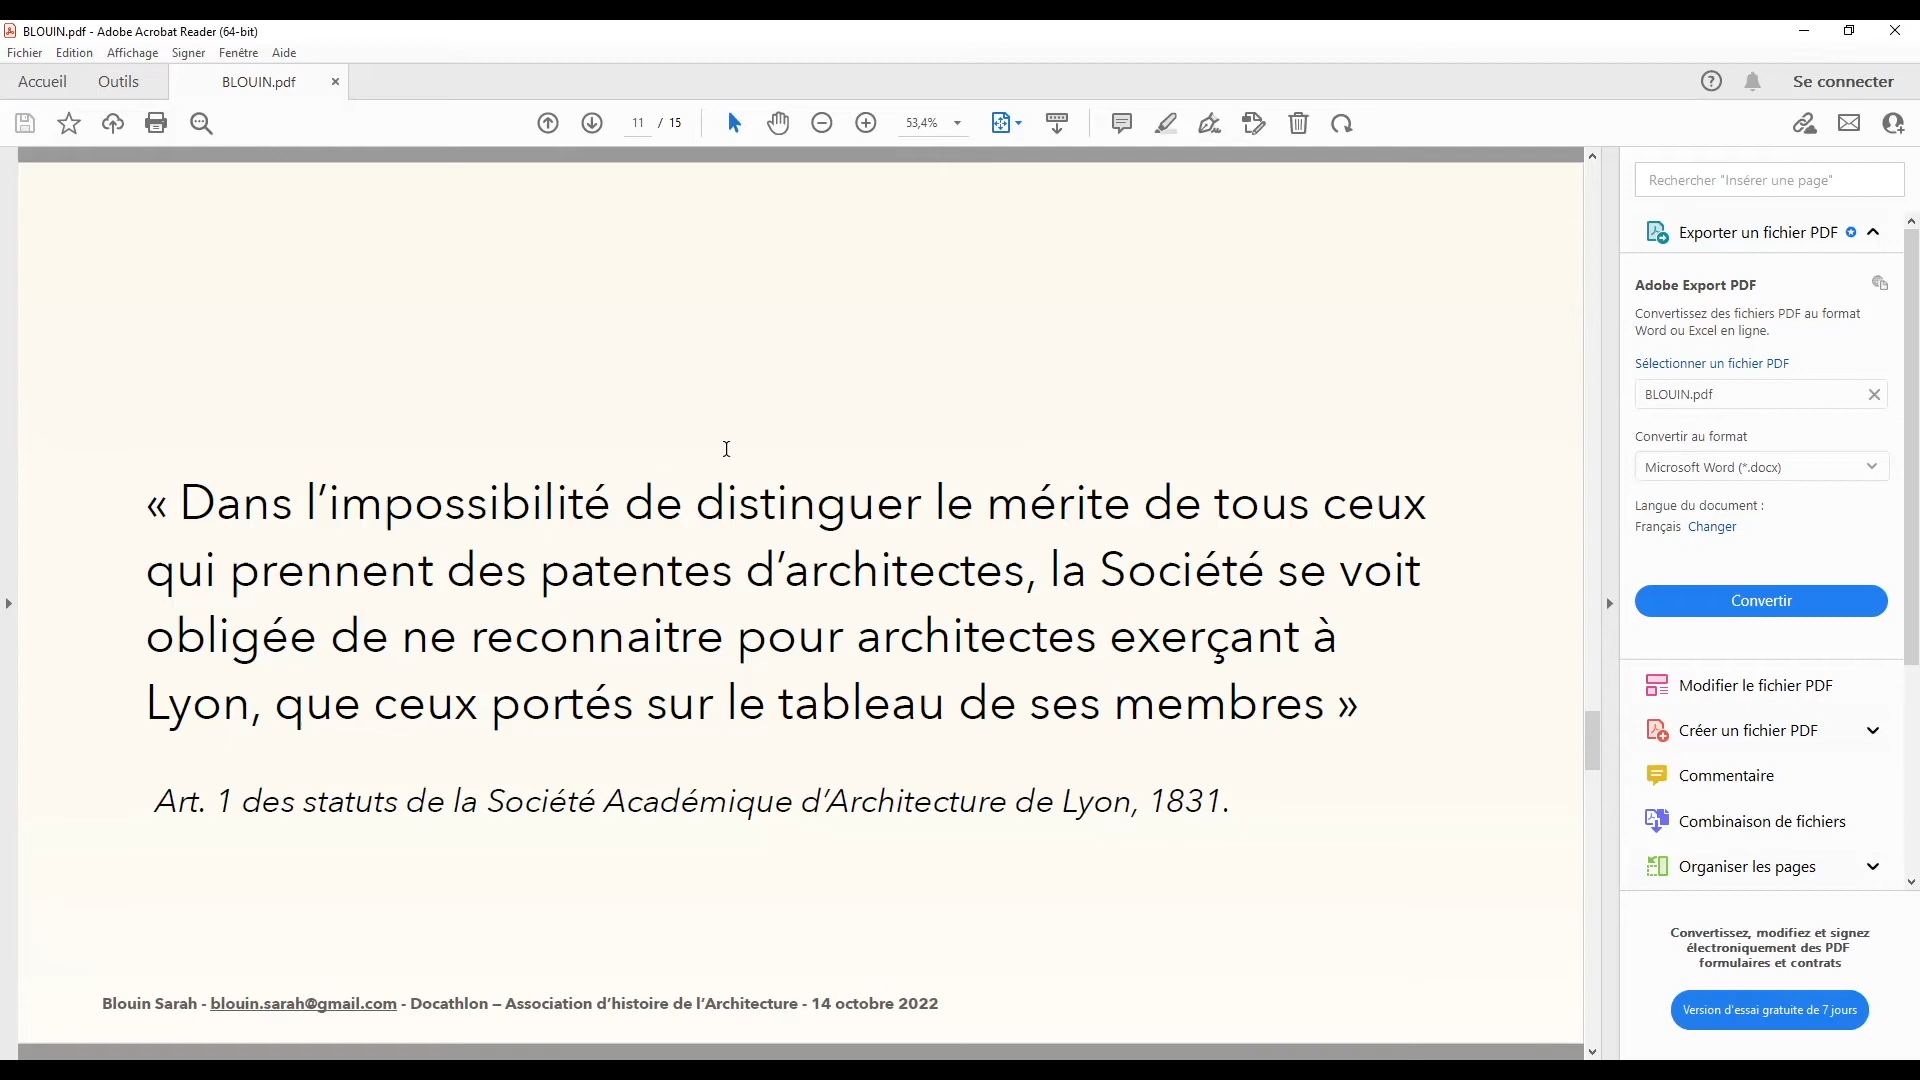 BLOUIN.pdf - Adobe Acrobat Reader (64-bit)
Fichier Edition Affichage Signer Fenêtre Aide
Accueil Outils BLOUIN.pdf × Se connecter
11 / 15 53,4%
Rechercher "Insérer une page"
Exporter un fichier PDF
Adobe Export PDF
Convertissez des fichiers PDF au format
Word ou Excel en ligne.
Sélectionner un fichier PDF
BLOUIN.pdf
Convertir au format
Microsoft Word (*.docx)
Langue du document :
Français Changer
Convertir
Modifier le fichier PDF
Créer un fichier PDF
Commentaire
Combinaison de fichiers
Organiser les pages
Convertissez, modifiez et signez
électroniquement des PDF
formulaires et contrats
Version d'essai gratuite de 7 jours
« Dans l’impossibilité de distinguer le mérite de tous ceux
qui prennent des patentes d’architectes, la Société se voit
obligée de ne reconnaitre pour architectes exerçant à
Lyon, que ceux portés sur le tableau de ses membres »
Art. 1 des statuts de la Société Académique d’Architecture de Lyon, 1831.
Blouin Sarah - blouin.sarah@gmail.com - Docathlon – Association d’histoire de l’Architecture - 14 octobre 2022